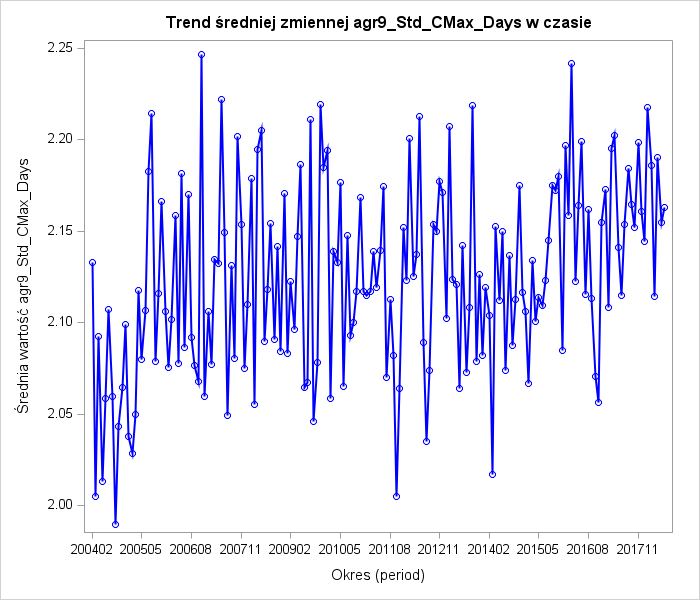 Trend średniej zmiennej agr9_Std_CMax_Days w czasie
2.25
2.20
2.15
2.10
2.05
2.00
Średnia wartość agr9_Std_CMax_Days
200402 200505 200608 200711 200902 201005 201108 201211 201402 201505 201608 201711
Okres (period)